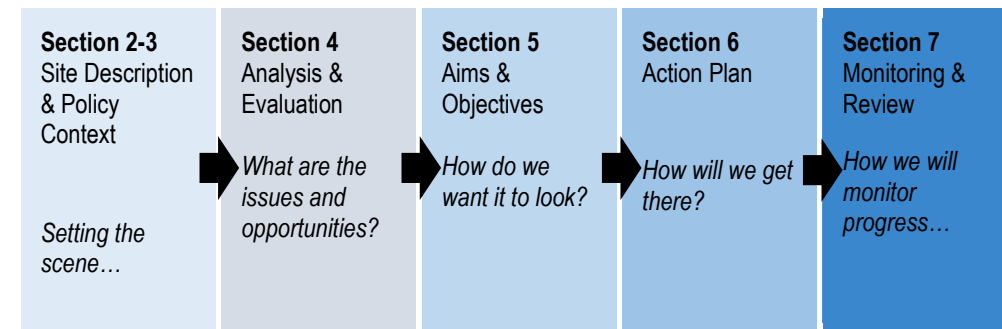 Section 2-3
Site Description
& Policy
Context
Setting the
scene…
Section 4
Analysis &
Evaluation
What are the
issues and
opportunities?
Section 5
Aims &
Objectives
How do we
want it to look?
Section 6
Action Plan
How will we get
there?
Section 7
Monitoring &
Review
How we will
monitor
progress…